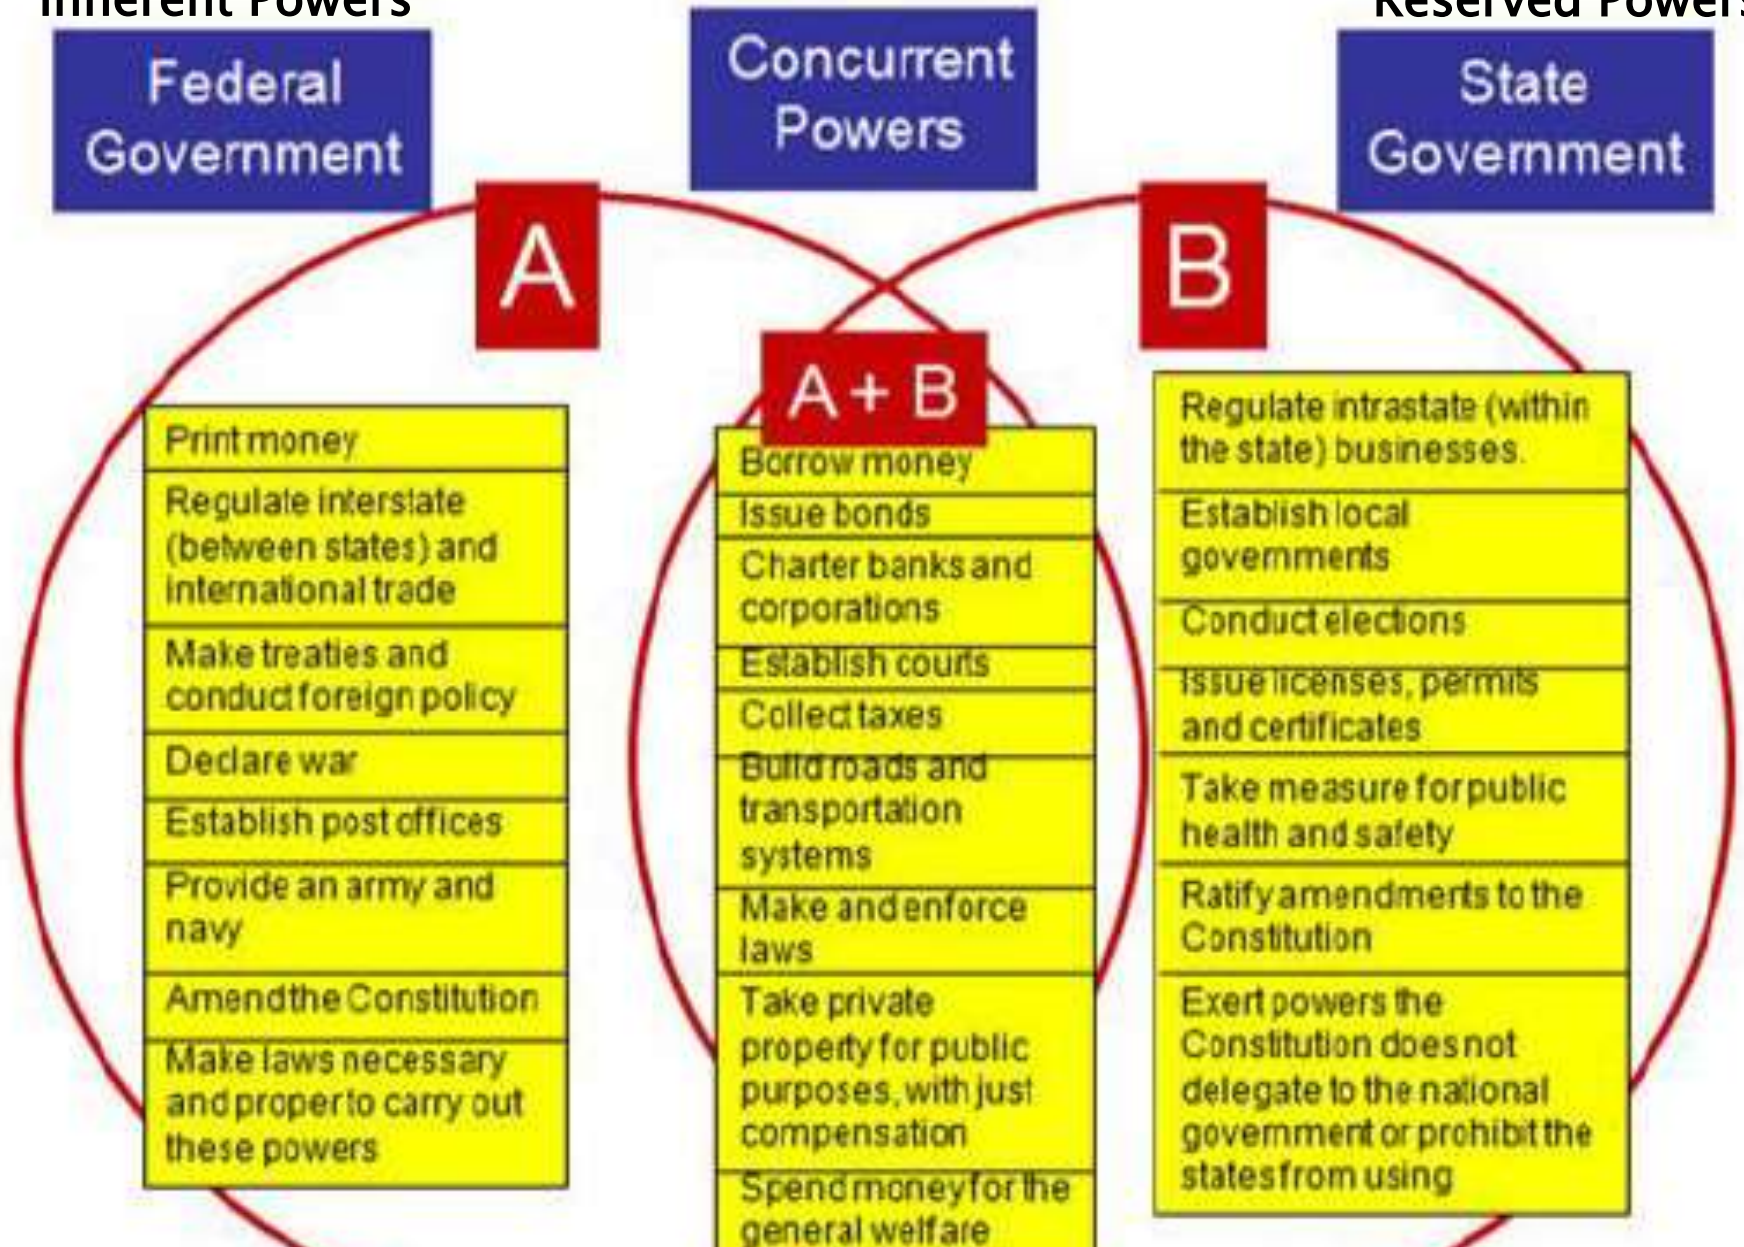 Inherent Powers
Reserved Powers
Federal
Government
Concurrent
Powers
State
Government
A
B
A + B
Print money
Regulate interstate
(between states) and
international trade
Make treaties and
conduct foreign policy
Declare war
Establish post offices
Provide an army and
navy
Amend the Constitution
Make laws necessary
and proper to carry out
these powers
Borrow money
Issue bonds
Charter banks and
corporations
Establish courts
Collect taxes
Build roads and
transportation
systems
Make and enforce
laws
Take private
property for public
purposes, with just
compensation
Spend money for the
general welfare
Regulate intrastate (within
the state) businesses.
Establish local
governments
Conduct elections
Issue licenses, permits
and certificates
Take measure for public
health and safety
Ratify amendments to the
Constitution
Exert powers the
Constitution does not
delegate to the national
government or prohibit the
states from using